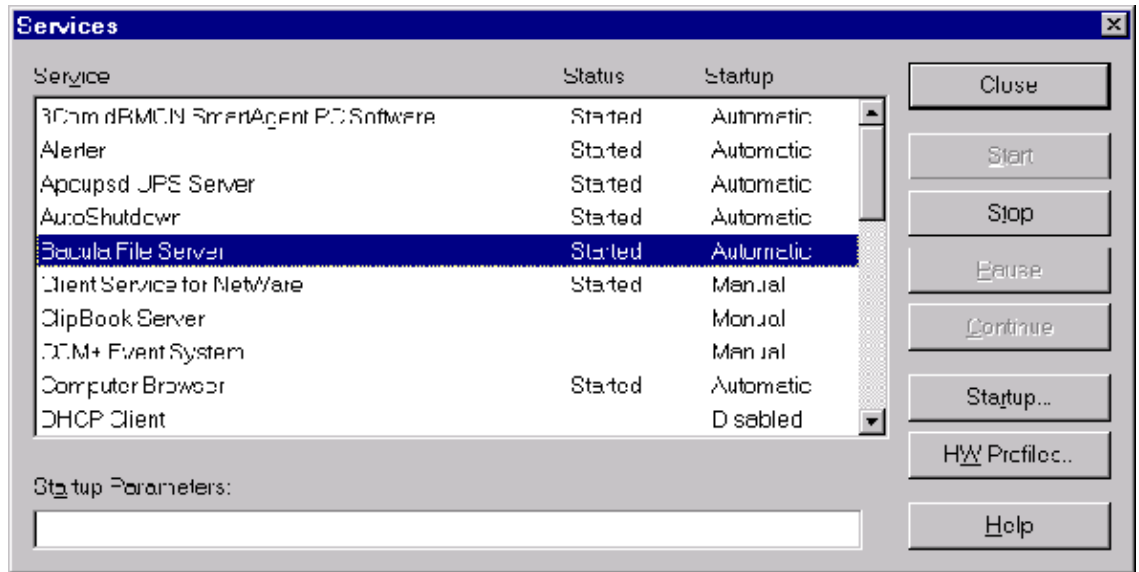 Services
Service Status Startup
3Com dRMON SmartAgent PC Software Started Automatic
Alerter Started Automatic
Apcupsd UPS Server Started Automatic
AutoShutdown Started Automatic
Bacula File Server Started Automatic
Client Service for NetWare Started Manual
ClipBook Server Manual
COM+ Event System Manual
Computer Browser Started Automatic
DHCP Client Disabled
Startup Parameters:
Close
Start
Stop
Pause
Continue
Startup...
HW Profiles...
Help